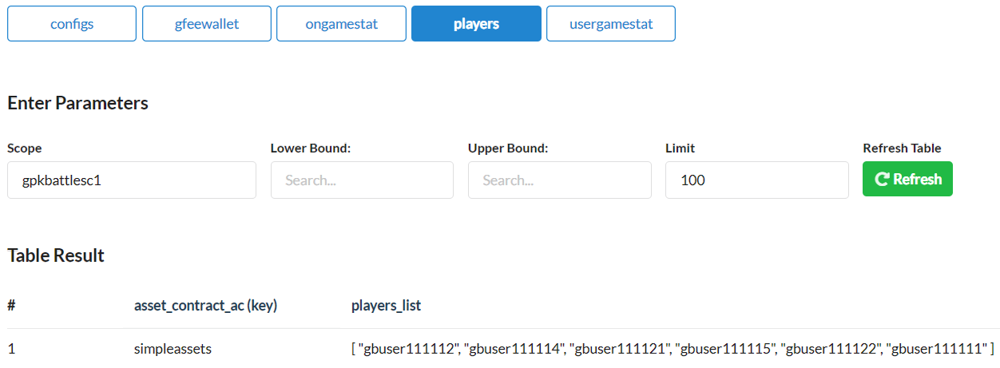 configs gfeewallet ongamestat players usergamestat
Enter Parameters
Scope Lower Bound: Upper Bound: Limit Refresh Table
gpkbattlesc1 Search... Search... 100 Refresh
Table Result
# asset_contract_ac (key) players_list
1 simpleassets [ "gbuser111112", "gbuser111114", "gbuser111121", "gbuser111115", "gbuser111122", "gbuser111111" ]